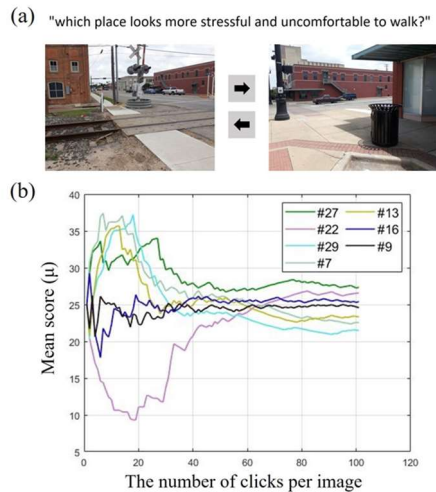 (a) "which place looks more stressful and uncomfortable to walk?"
(b)
#27 #13
#22 #16
#29 #9
#7
Mean score (μ)
40
35
30
25
20
15
10
5
0 20 40 60 80 100 120
The number of clicks per image